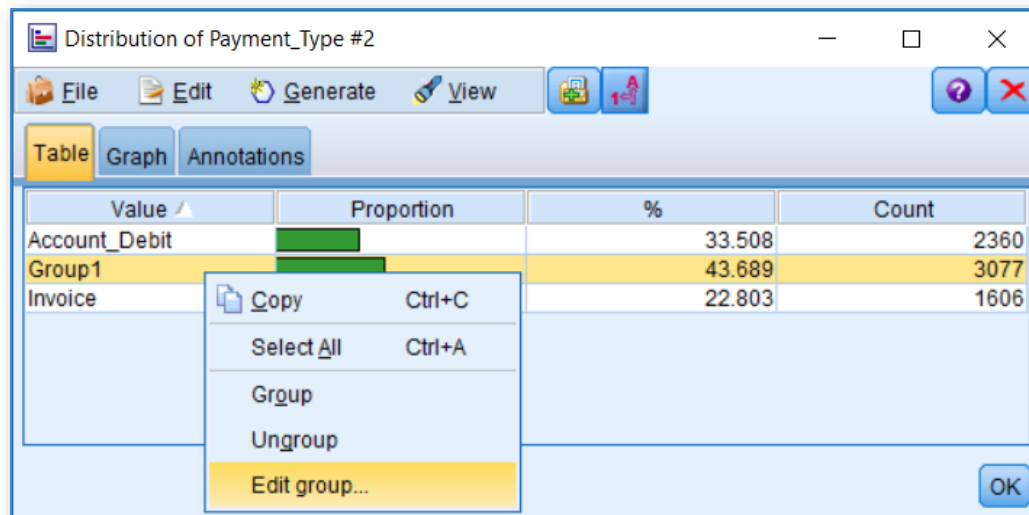 Distribution of Payment_Type #2
File Edit Generate View
Table Graph Annotations
Value Proportion % Count
Account_Debit 33.508 2360
Group1 43.689 3077
Invoice 22.803 1606
Copy Ctrl+C
Select All Ctrl+A
Group
Ungroup
Edit group...
OK